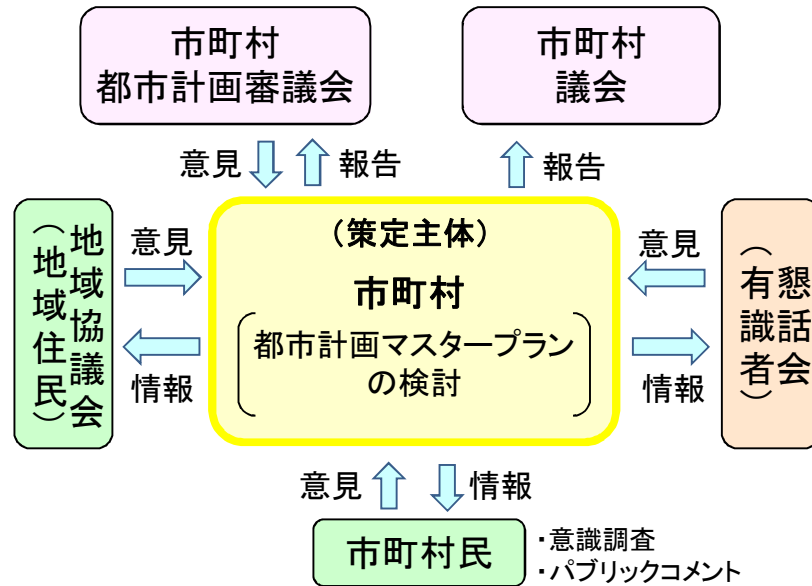 市町村
都市計画審議会
市町村
議会
意見
報告
報告
地域協議会
（地域住民）
意見
情報
（策定主体）
市町村
都市計画マスタープラン
の検討
意見
情報
懇話会
（有識者）
意見
情報
市町村民
・意識調査
・パブリックコメント